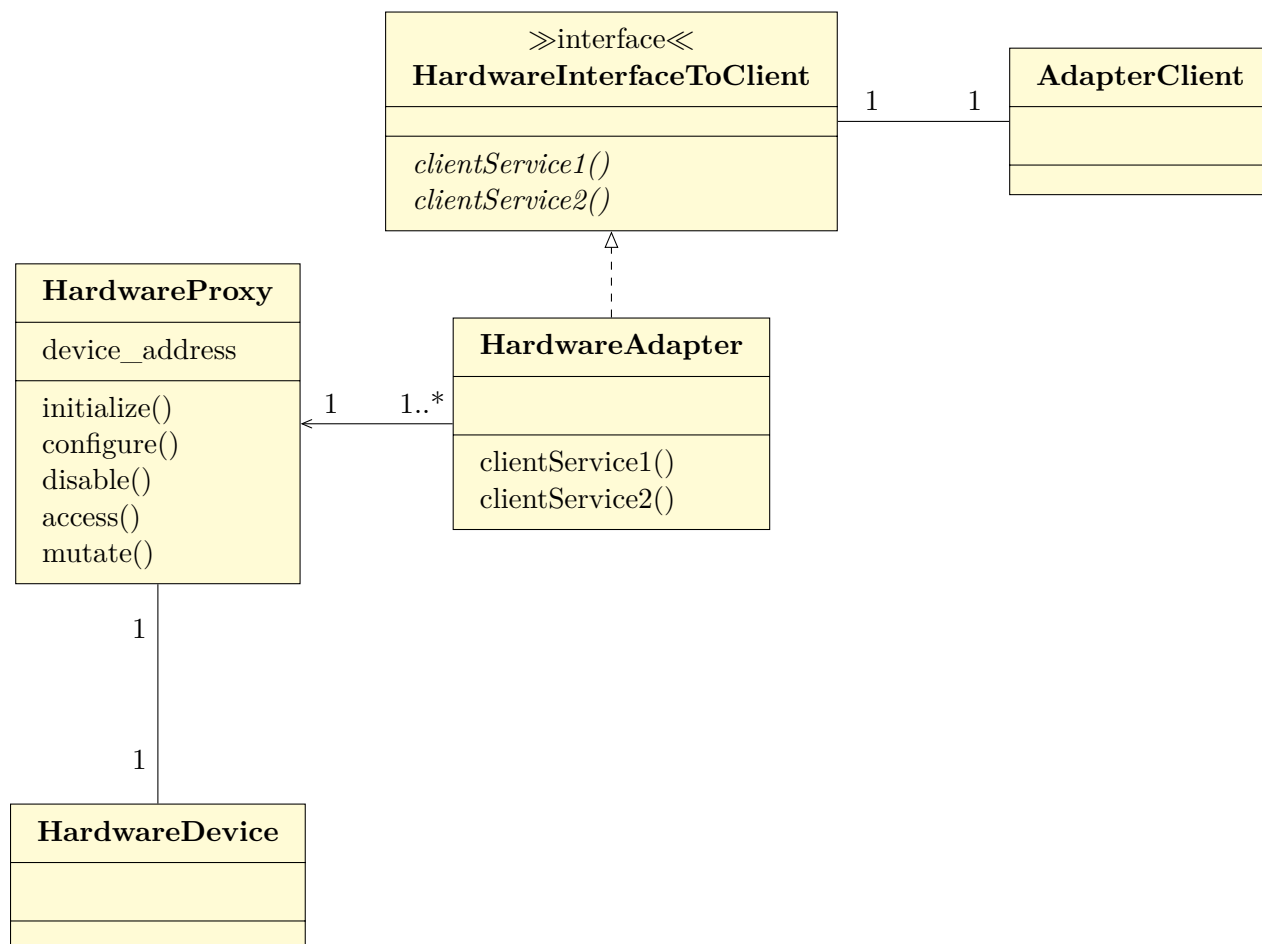 ≫interface≪
HardwareInterfaceToClient
clientService1()
clientService2()
1
1
AdapterClient
HardwareProxy
device_address
initialize()
configure()
disable()
access()
mutate()
1
1..*
HardwareAdapter
clientService1()
clientService2()
1
1
HardwareDevice